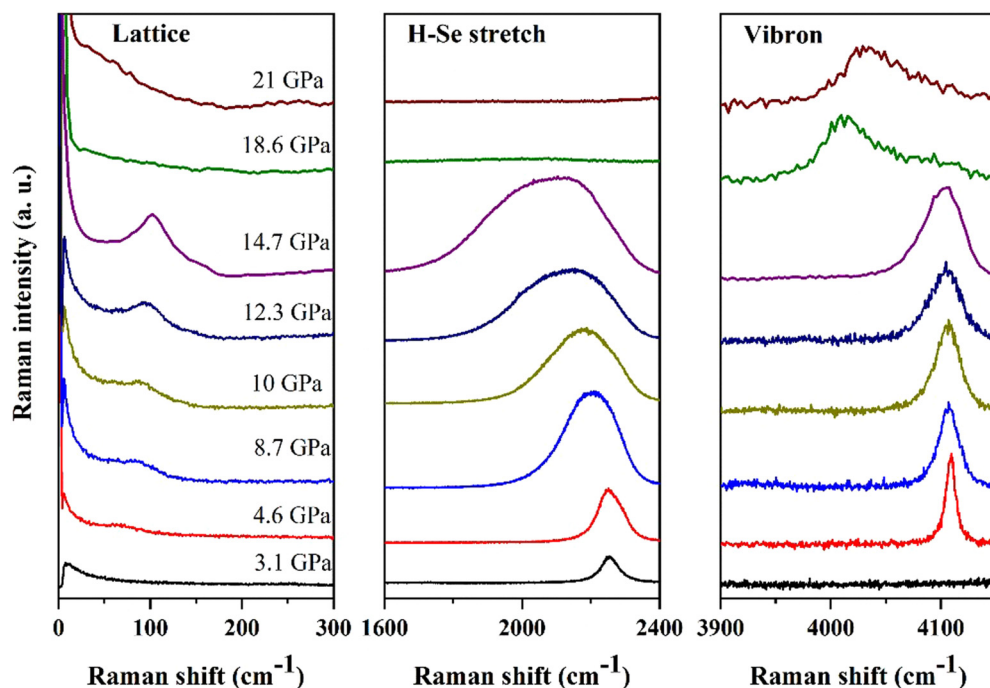 Raman intensity (a. u.)
Lattice
21 GPa
18.6 GPa
14.7 GPa
12.3 GPa
10 GPa
8.7 GPa
4.6 GPa
3.1 GPa
0 100 200 300
Raman shift (cm-1)
H-Se stretch
1600 2000 2400
Raman shift (cm-1)
Vibron
3900 4000 4100
Raman shift (cm-1)